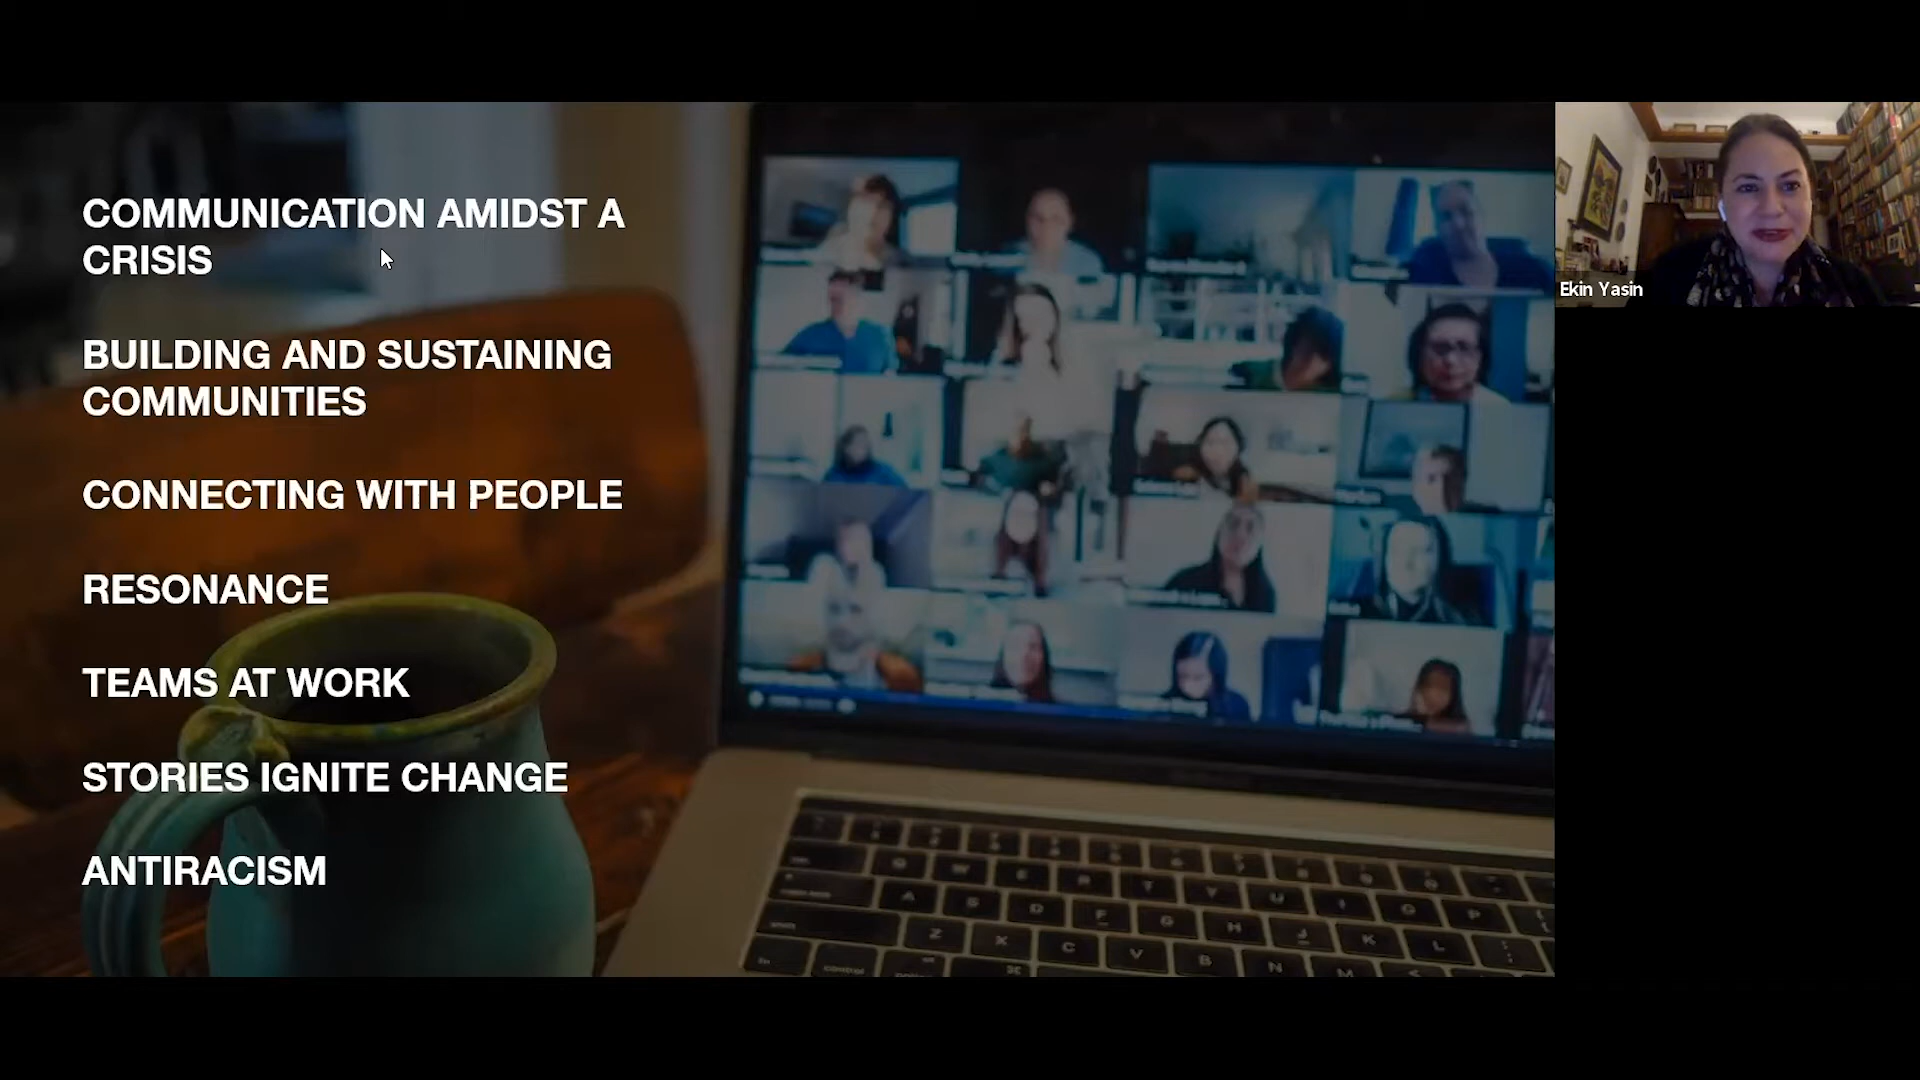 COMMUNICATION AMIDST A
CRISIS
BUILDING AND SUSTAINING
COMMUNITIES
CONNECTING WITH PEOPLE
RESONANCE
TEAMS AT WORK
STORIES IGNITE CHANGE
ANTIRACISM
Ekin Yasin